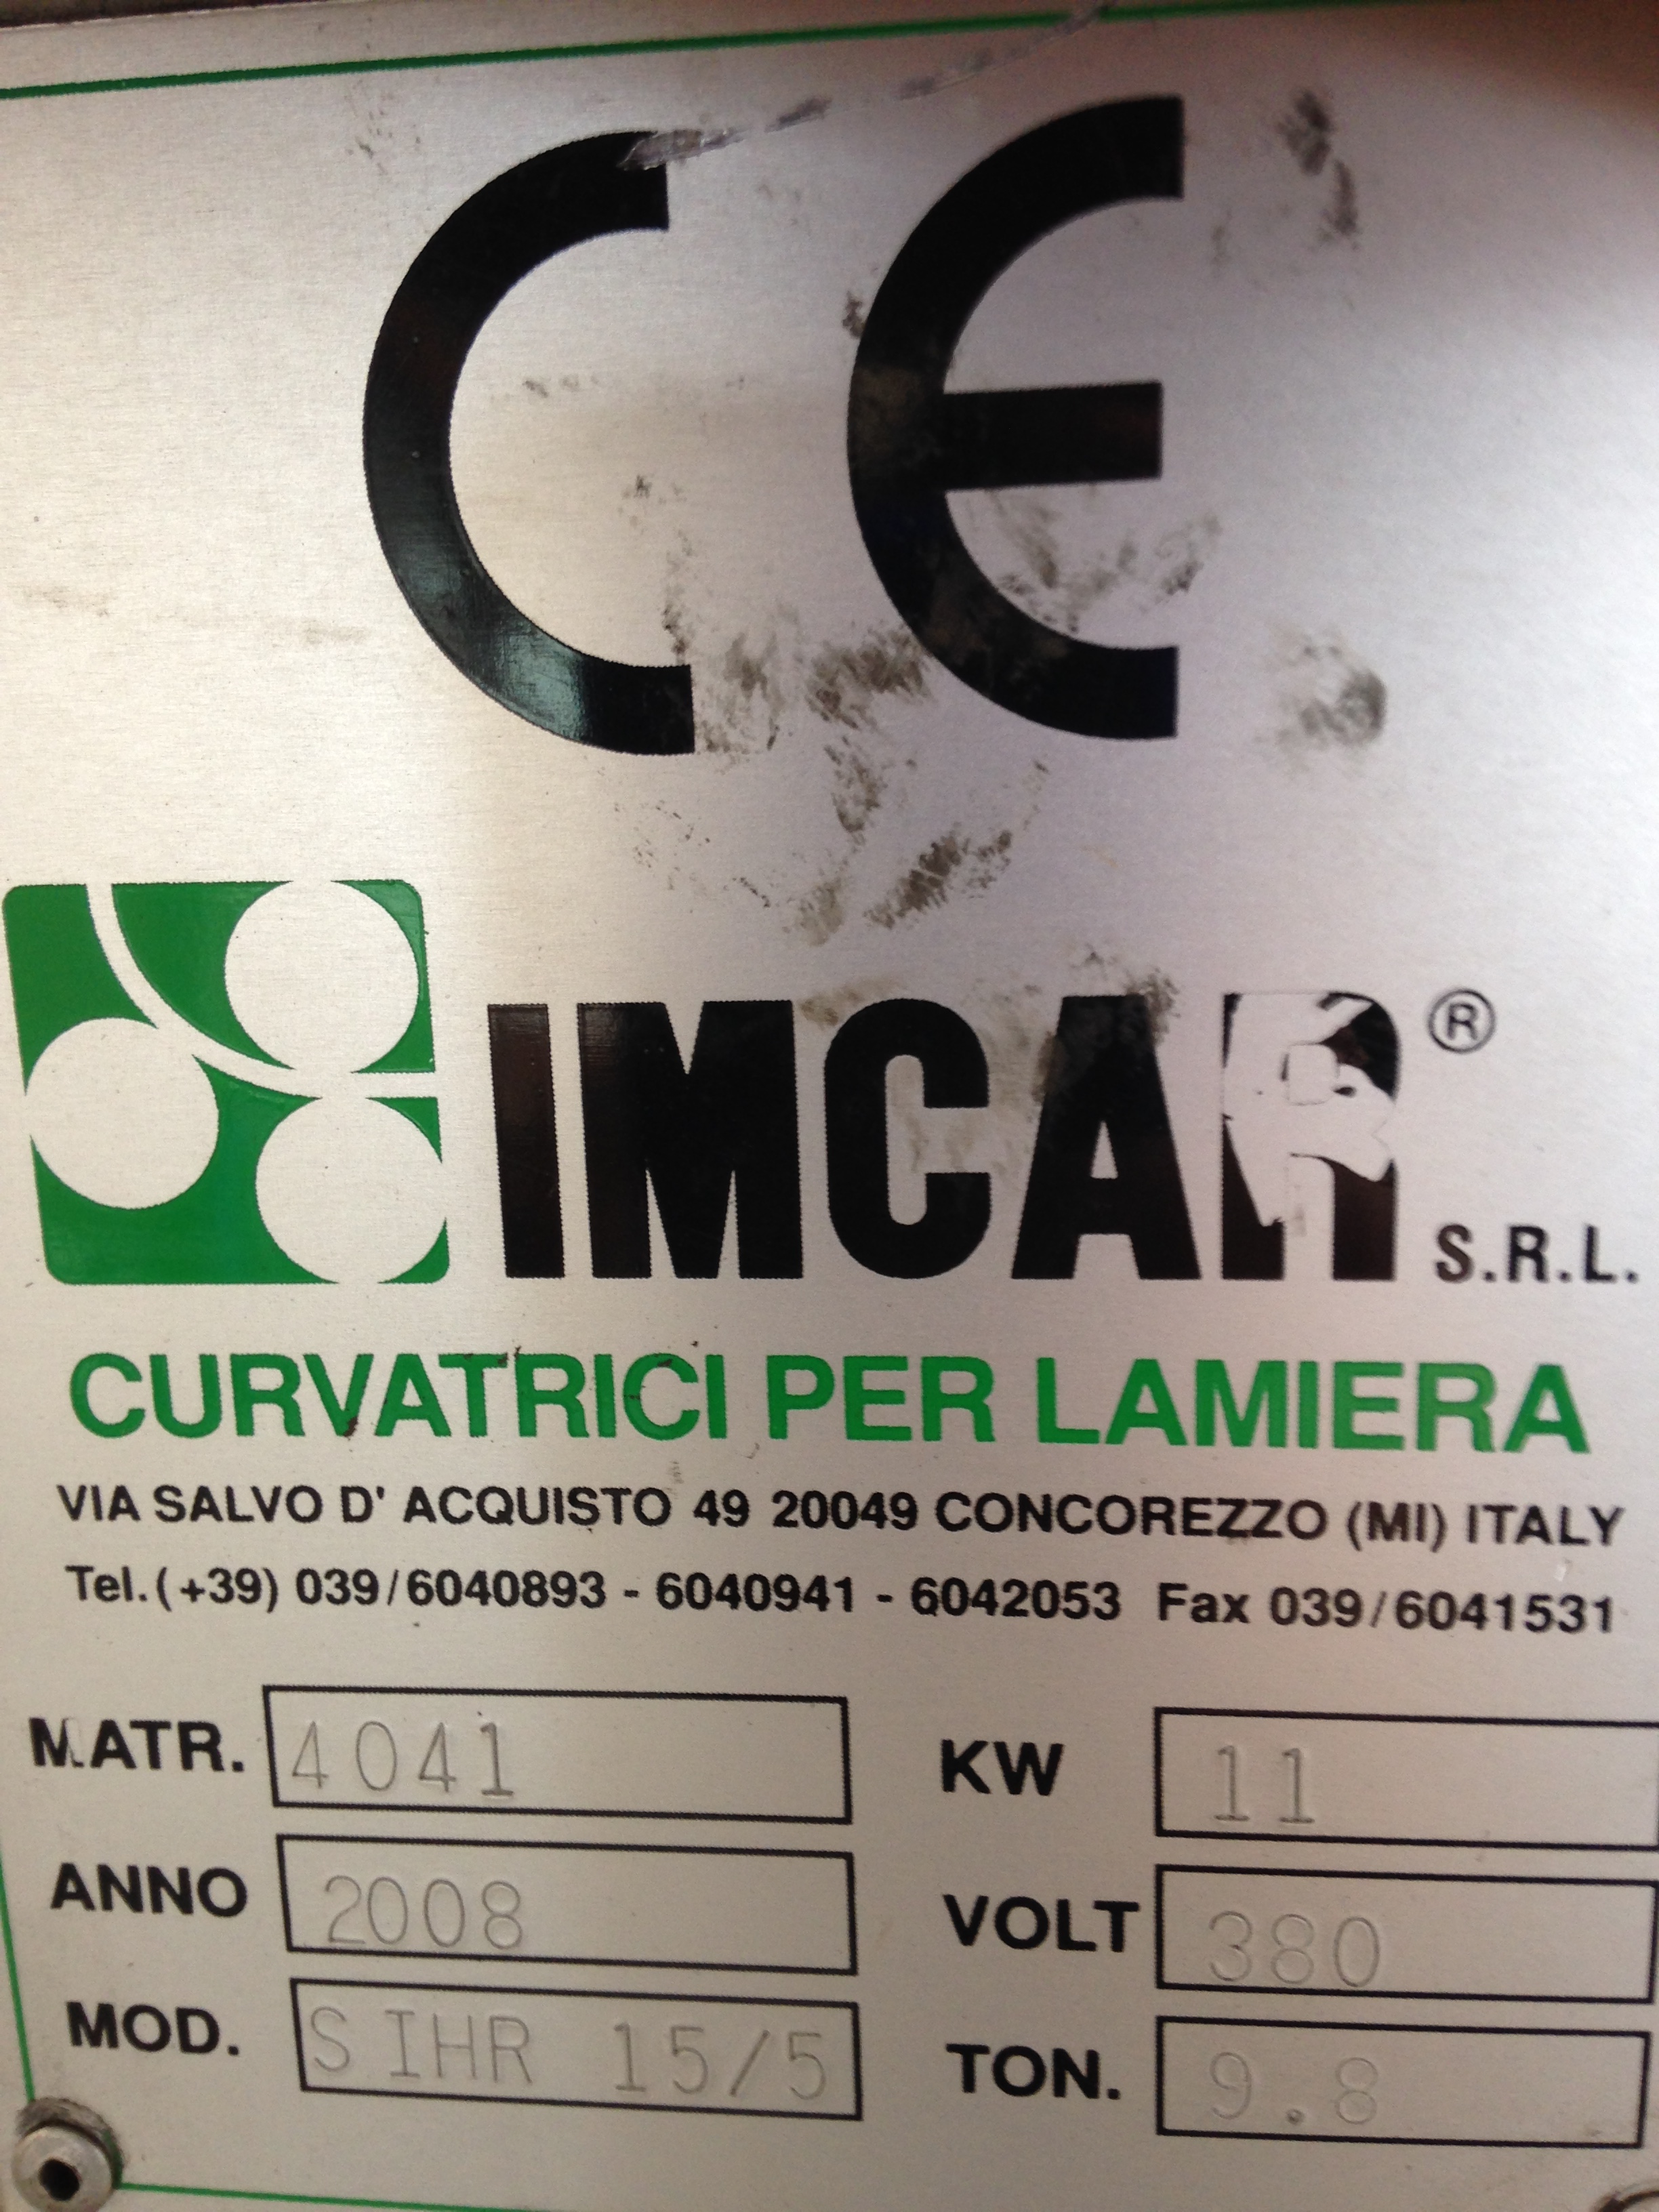 CE
IMCAR ® S.R.L.
CURVATRICI PER LAMIERA
VIA SALVO D' ACQUISTO 49 20049 CONCOREZZO (MI) ITALY
Tel. (+39) 039/6040893 - 6040941 - 6042053 Fax 039/6041531
MATR. 4041 KW 11
ANNO 2008 VOLT 380
MOD. SIHR 15/5 TON. 9.8